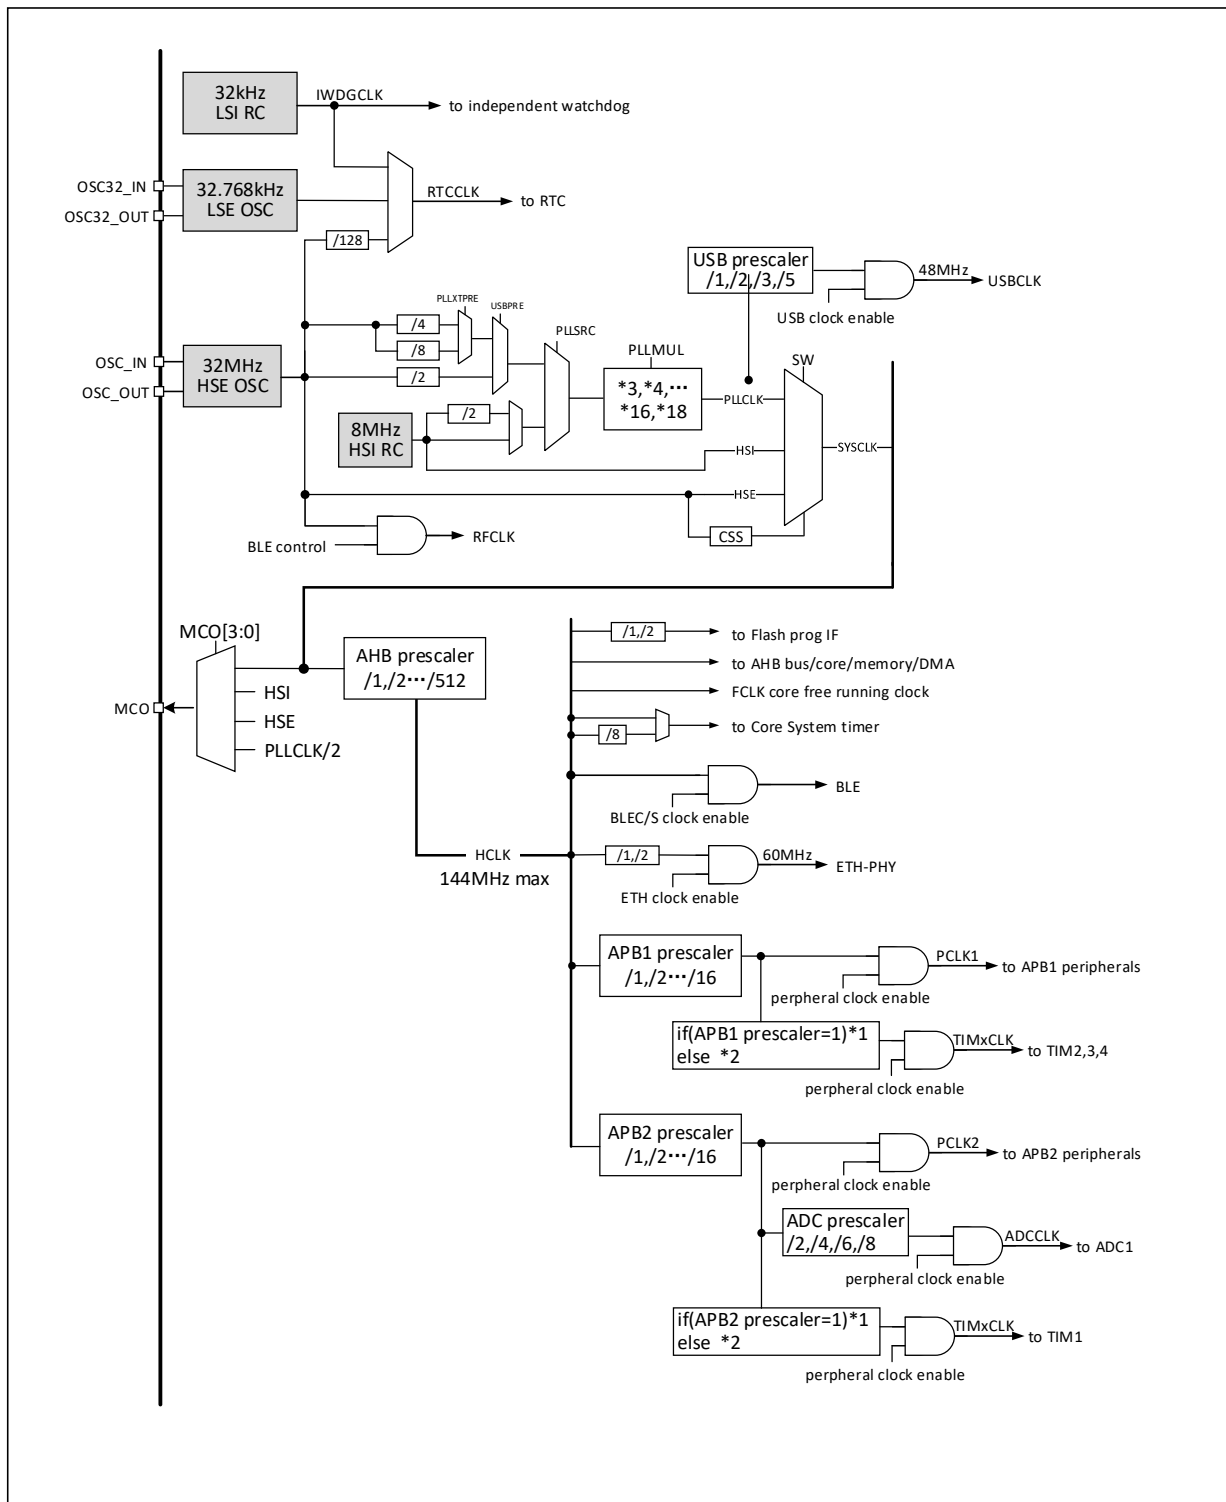 32kHz
LSI RC
IWDGCLK
to independent watchdog
OSC32_IN
OSC32_OUT
32.768kHz
LSE OSC
RTCCLK
to RTC
/128
USB prescaler
/1,/2,/3,/5
48MHz
USBCLK
USB clock enable
PLLXTPRE
USBPRE
/4
/8
/2
PLLSRC
OSC_IN
OSC_OUT
32MHz
HSE OSC
PLLMUL
*3,*4,···
*16,*18
PLLCLK
SW
8MHz
HSI RC
/2
HSI
SYSCLK
HSE
CSS
BLE control
RFCLK
MCO[3:0]
MCO
HSI
HSE
PLLCLK/2
AHB prescaler
/1,/2···/512
/1,/2
to Flash prog IF
to AHB bus/core/memory/DMA
FCLK core free running clock
/8
to Core System timer
BLE
BLEC/S clock enable
HCLK
144MHz max
/1,/2
60MHz
ETH-PHY
ETH clock enable
APB1 prescaler
/1,/2···/16
PCLK1
to APB1 peripherals
perpheral clock enable
if(APB1 prescaler=1)*1
else *2
TIMxCLK
to TIM2,3,4
perpheral clock enable
APB2 prescaler
/1,/2···/16
PCLK2
to APB2 peripherals
perpheral clock enable
ADC prescaler
/2,/4,/6,/8
ADCCLK
to ADC1
perpheral clock enable
if(APB2 prescaler=1)*1
else *2
TIMxCLK
to TIM1
perpheral clock enable